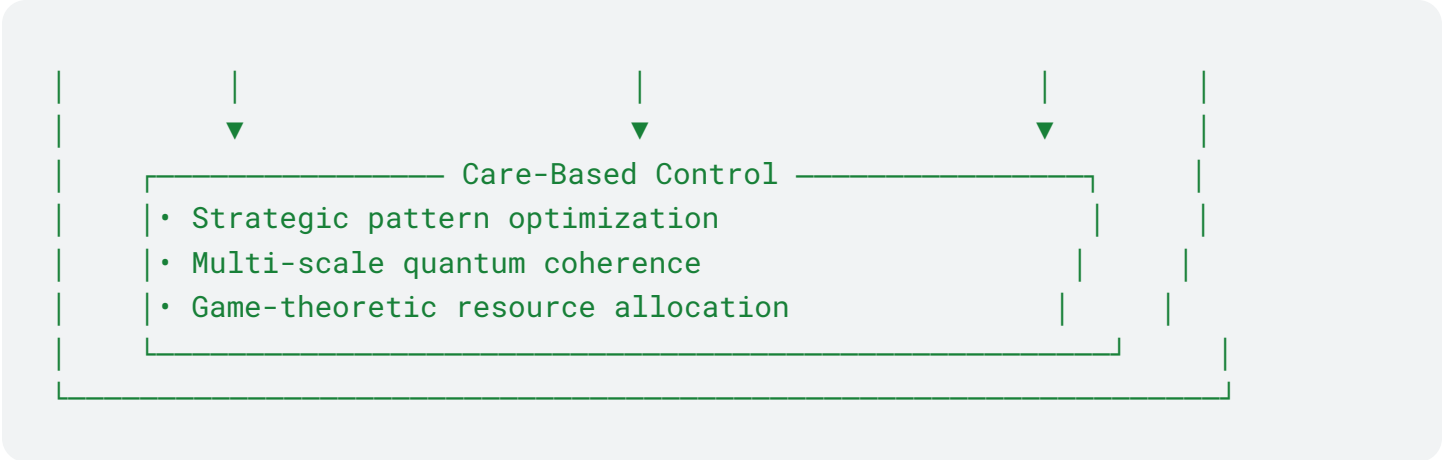 Care-Based Control
• Strategic pattern optimization
• Multi-scale quantum coherence
• Game-theoretic resource allocation